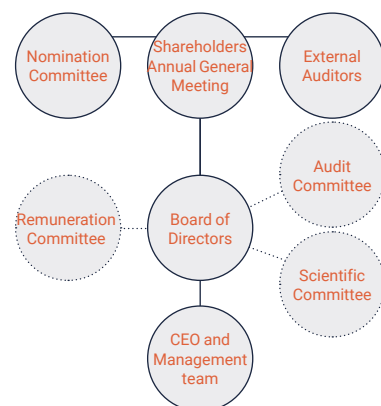 Nomination
Committee
Shareholders
Annual General
Meeting
External
Auditors
Audit
Committee
Remuneration
Committee
Board of
Directors
Scientific
Committee
CEO and
Management
team